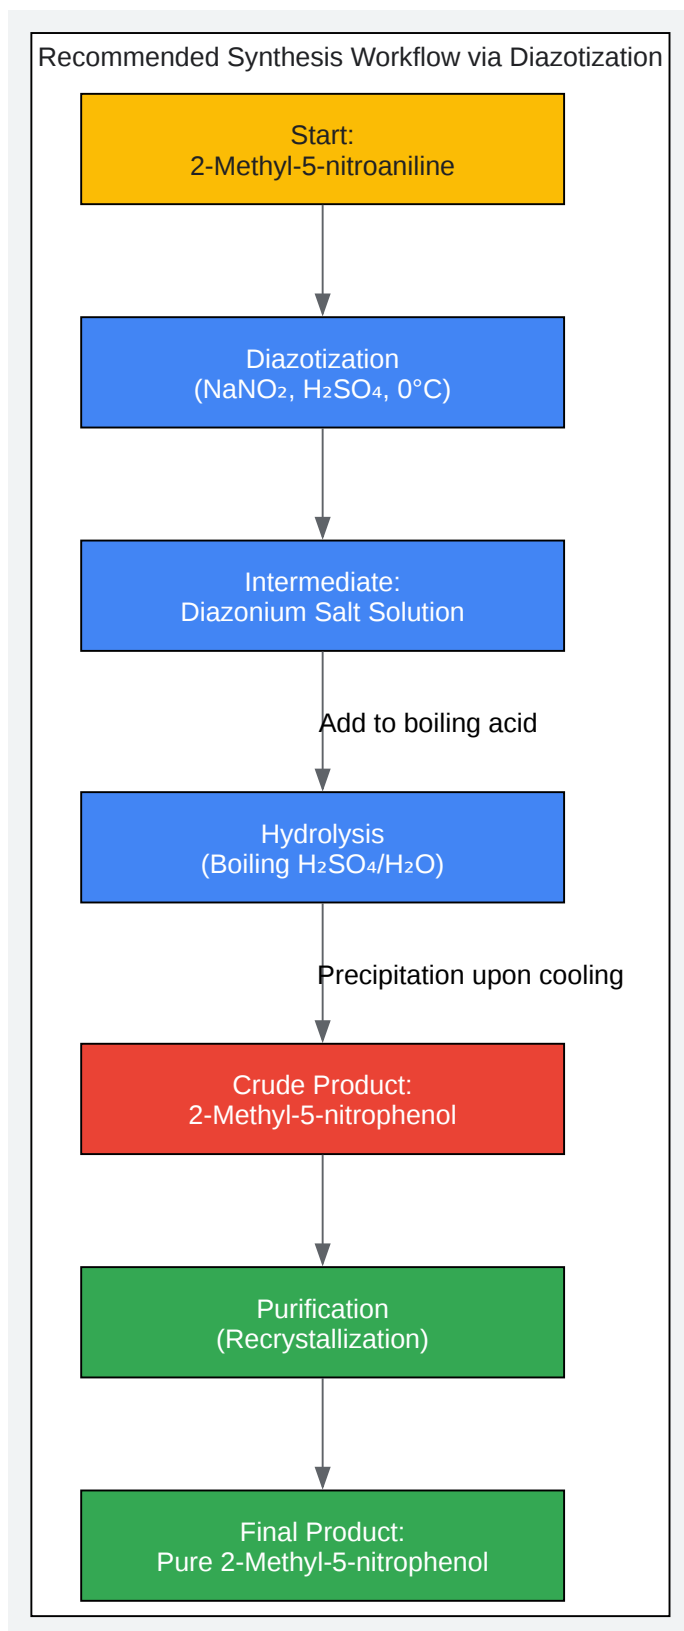 Recommended Synthesis Workflow via Diazotization
Start:
2-Methyl-5-nitroaniline
Diazotization
(NaNO₂, H₂SO₄, 0°C)
Intermediate:
Diazonium Salt Solution
Add to boiling acid
Hydrolysis
(Boiling H₂SO₄/H₂O)
Precipitation upon cooling
Crude Product:
2-Methyl-5-nitrophenol
Purification
(Recrystallization)
Final Product:
Pure 2-Methyl-5-nitrophenol